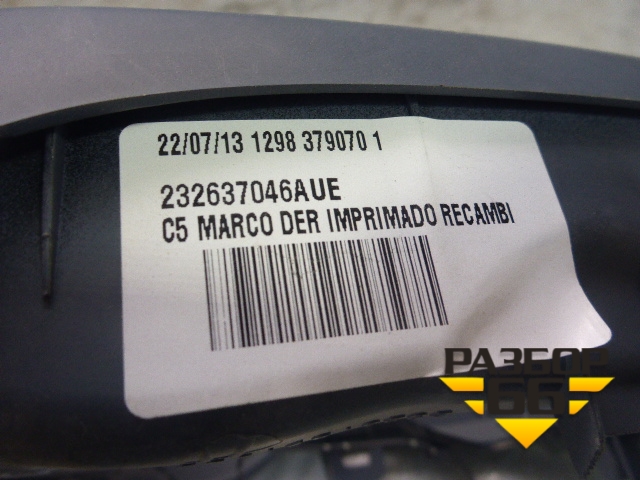 22/07/13 1298 379070 1
232637046AUE
C5 MARCO DER IMPRIMADO RECAMBI
РАЗБОР
66